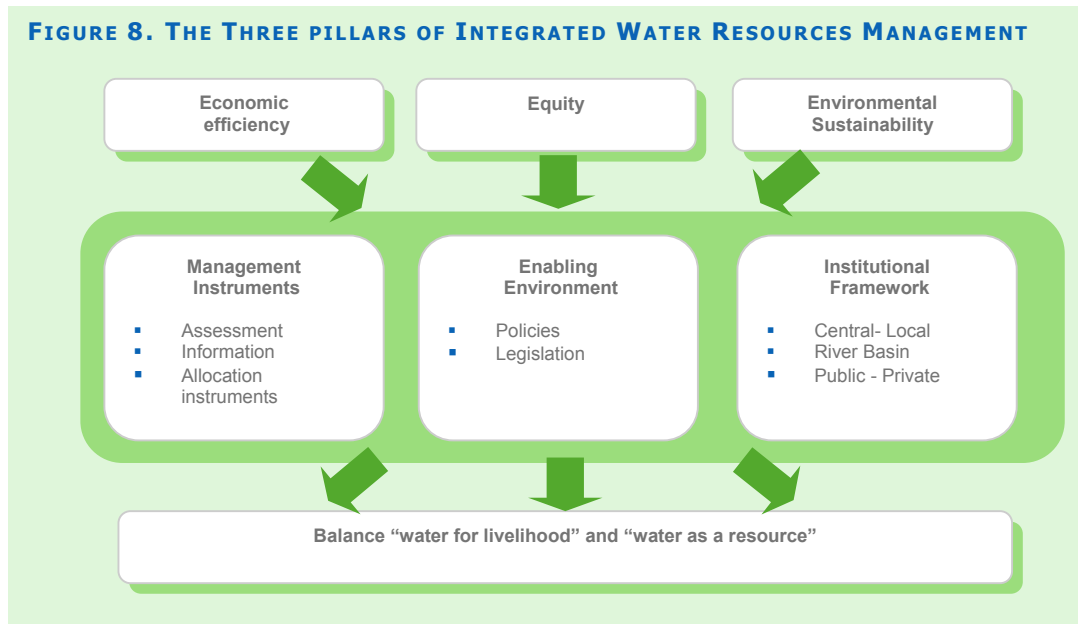 FIGURE 8. THE THREE PILLARS OF INTEGRATED WATER RESOURCES MANAGEMENT
Economic
efficiency
Equity
Environmental
Sustainability
Management
Instruments
▪ Assessment
▪ Information
▪ Allocation
instruments
Enabling
Environment
▪ Policies
▪ Legislation
Institutional
Framework
▪ Central- Local
▪ River Basin
▪ Public - Private
Balance “water for livelihood” and “water as a resource”